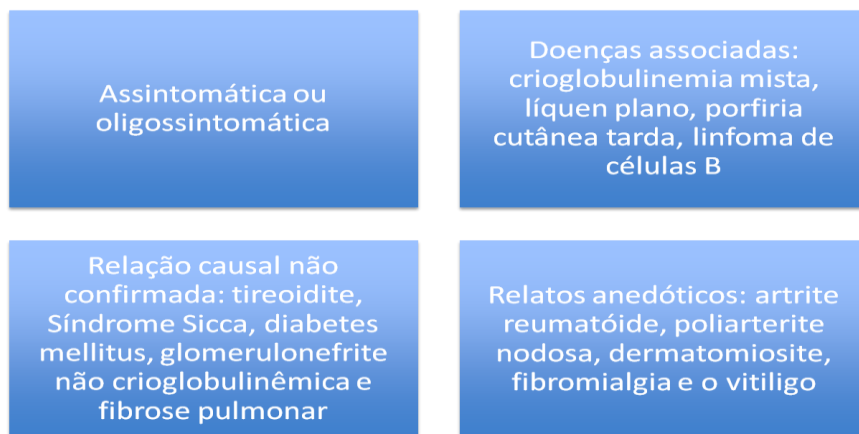 Assintomática ou
oligossintomática
Doenças associadas:
crioglobulinemia mista,
líquen plano, porfiria
cutânea tarda, linfoma de
células B
Relação causal não
confirmada: tireoidite,
Síndrome Sicca, diabetes
mellitus, glomerulonefrite
não crioglobulinêmica e
fibrose pulmonar
Relatos anedóticos: artrite
reumatóide, poliarterite
nodosa, dermatomiosite,
fibromialgia e o vitiligo